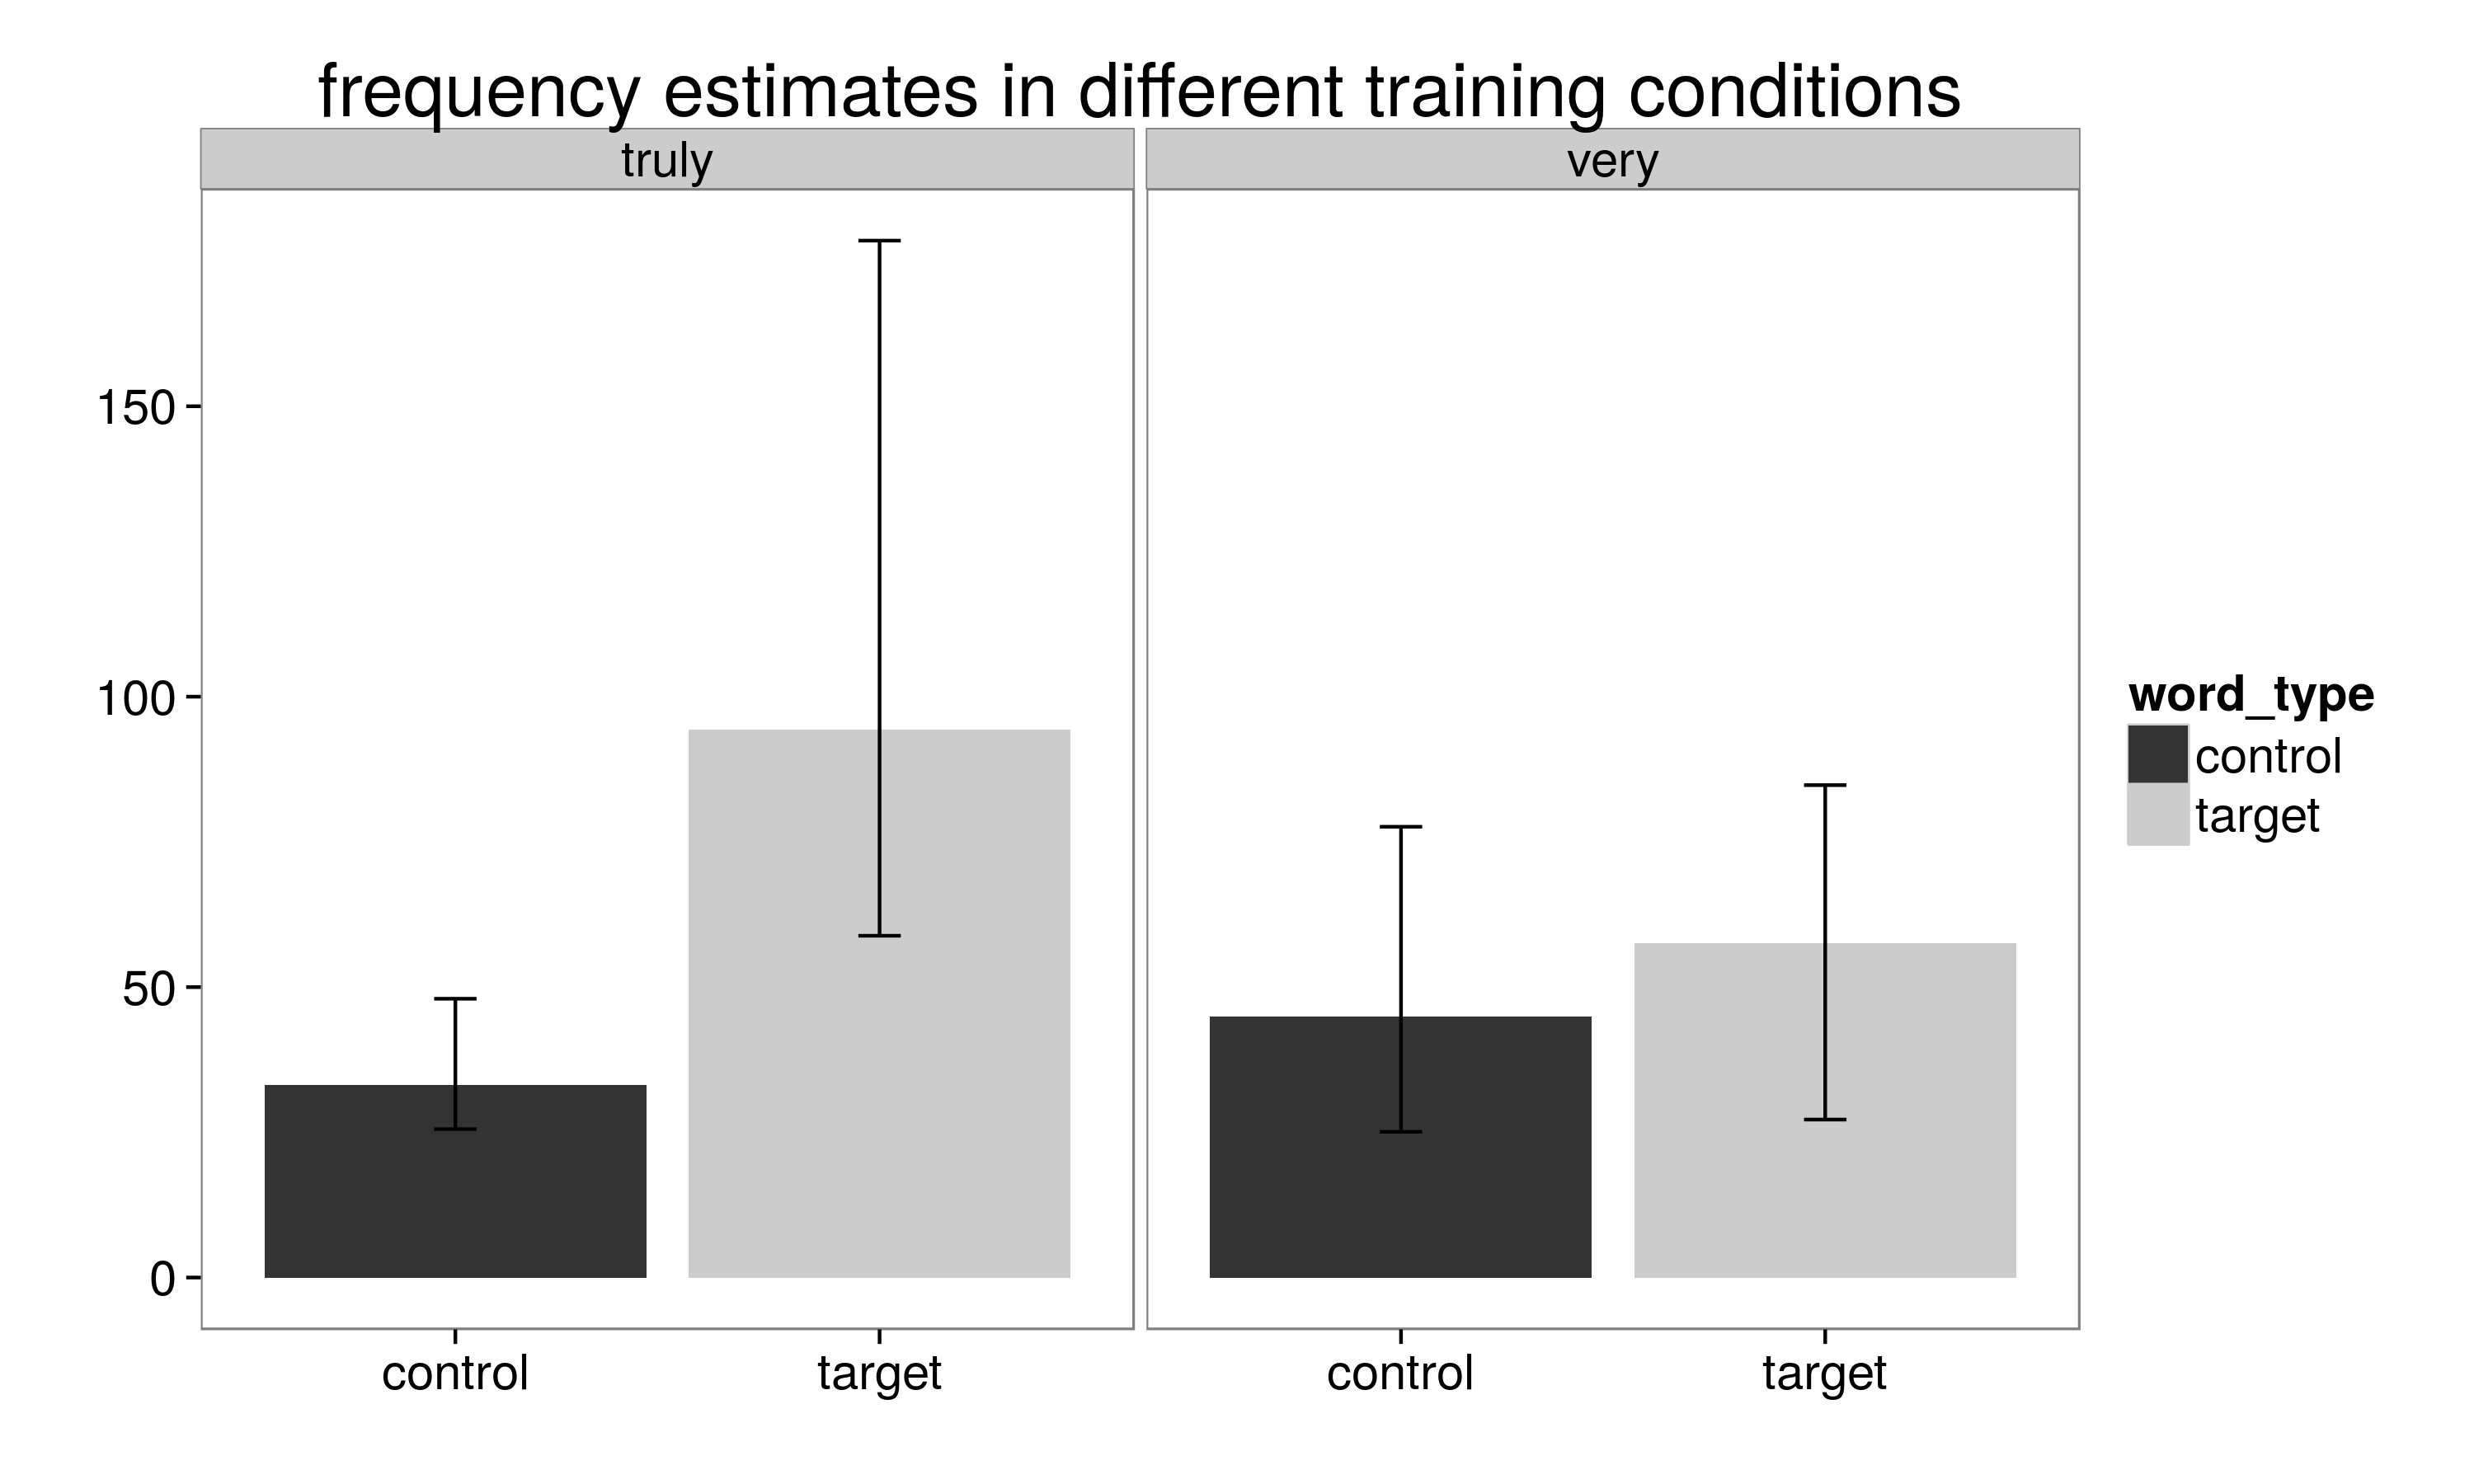 frequency estimates in different training conditions
truly
very
150
100
50
0
control
target
control
target
word_type
control
target